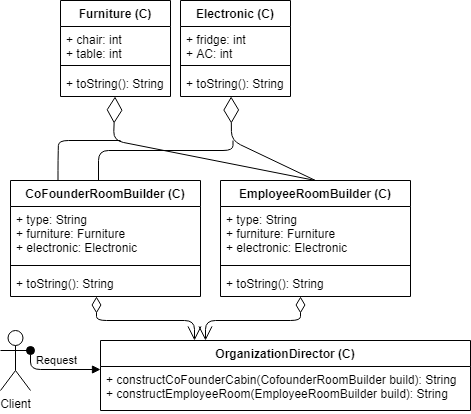 Furniture (C)
+ chair: int
+ table: int
+ toString(): String
Electronic (C)
+ fridge: int
+ AC: int
+ toString(): String
CoFounderRoomBuilder (C)
+ type: String
+ furniture: Furniture
+ electronic: Electronic
+ toString(): String
EmployeeRoomBuilder (C)
+ type: String
+ furniture: Furniture
+ electronic: Electronic
+ toString(): String
Request
Client
OrganizationDirector (C)
+ constructCoFounderCabin(CofounderRoomBuilder build): String
+ constructEmployeeRoom(EmployeeRoomBuilder build): String